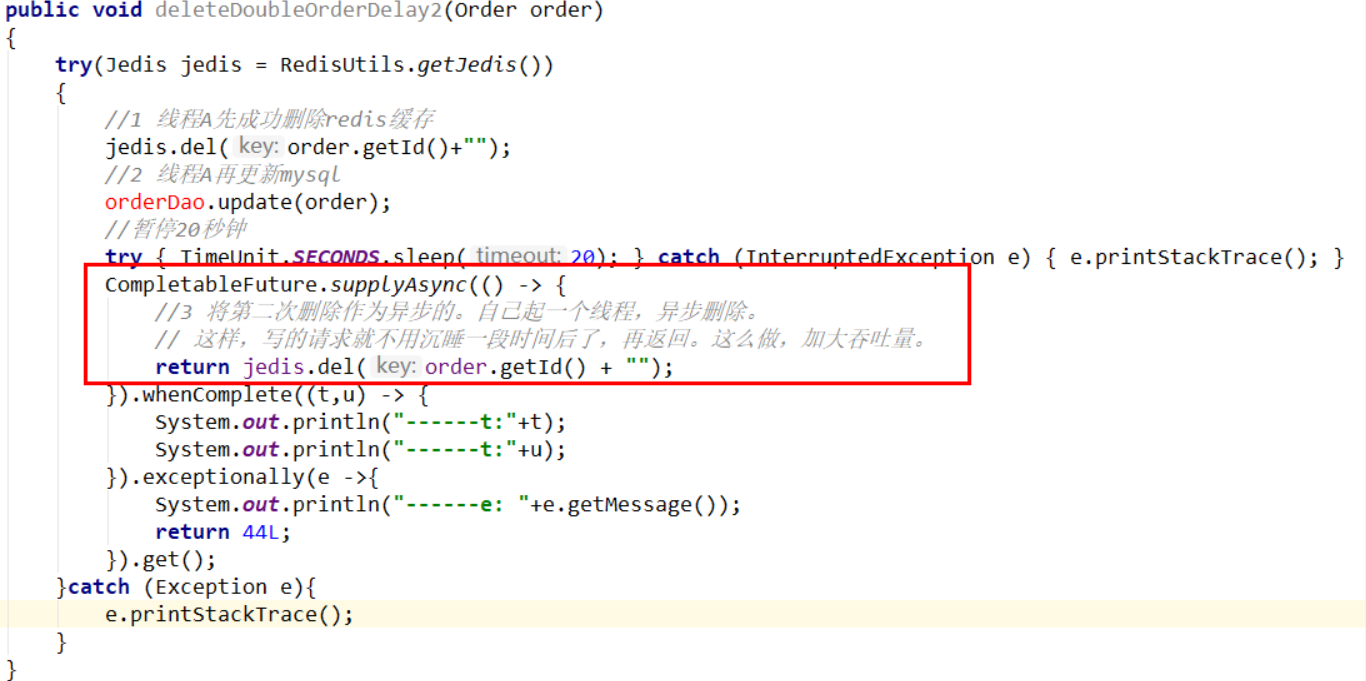 public void deleteDoubleOrderDelay2(Order order)
{
try(Jedis jedis = RedisUtils.getJedis())
{
//1 线程A先成功删除redis缓存
jedis.del( key: order.getId()+"");
//2 线程A再更新mysql
orderDao.update(order);
//暂停20秒钟
try { TimeUnit.SECONDS.sleep( timeout: 20); } catch (InterruptedException e) { e.printStackTrace(); }
CompletableFuture.supplyAsync(() -> {
//3 将第二次删除作为异步的。自己起一个线程，异步删除。
// 这样，写的请求就不用沉睡一段时间后了，再返回。这么做，加大吞吐量。
return jedis.del( key: order.getId() + "");
}).whenComplete((t,u) -> {
System.out.println("------t:"+t);
System.out.println("------t:"+u);
}).exceptionally(e ->{
System.out.println("------e: "+e.getMessage());
return 44L;
}).get();
}catch (Exception e){
e.printStackTrace();
}
}